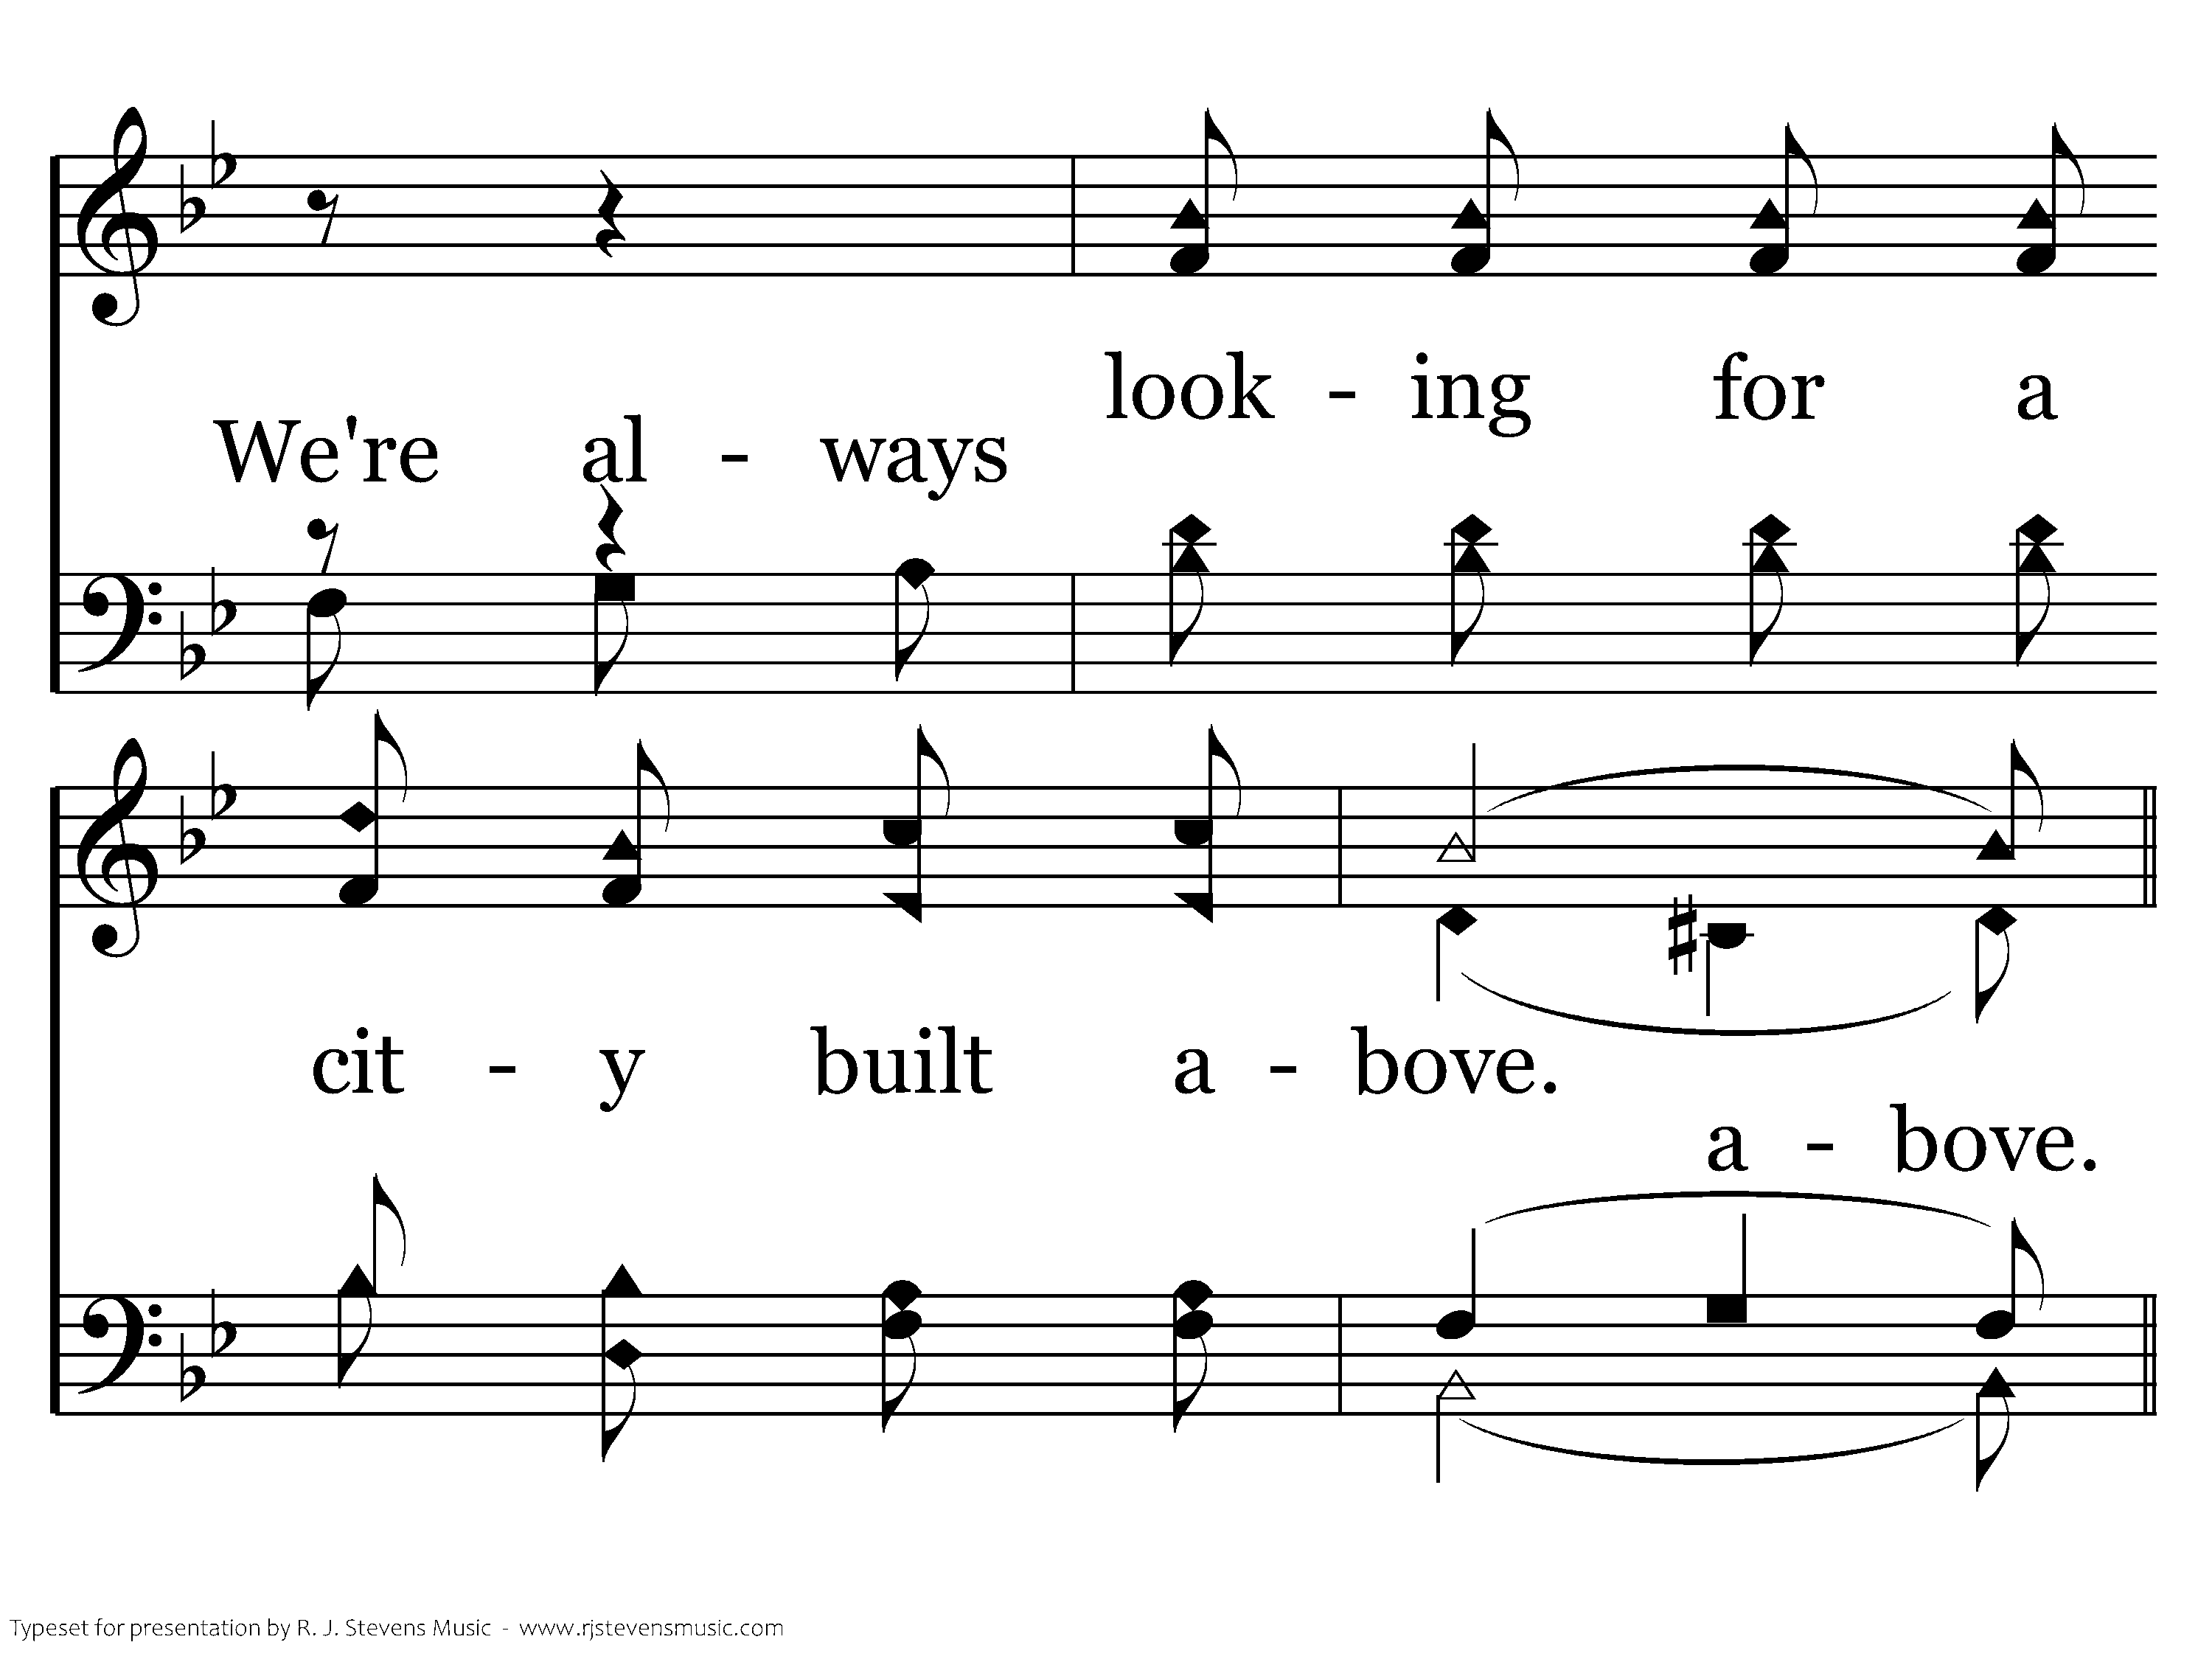 look - ing for a
We're al - ways
cit - y built a - bove.
a - bove.
Typeset for presentation by R. J. Stevens Music - www.rjstevensmusic.com